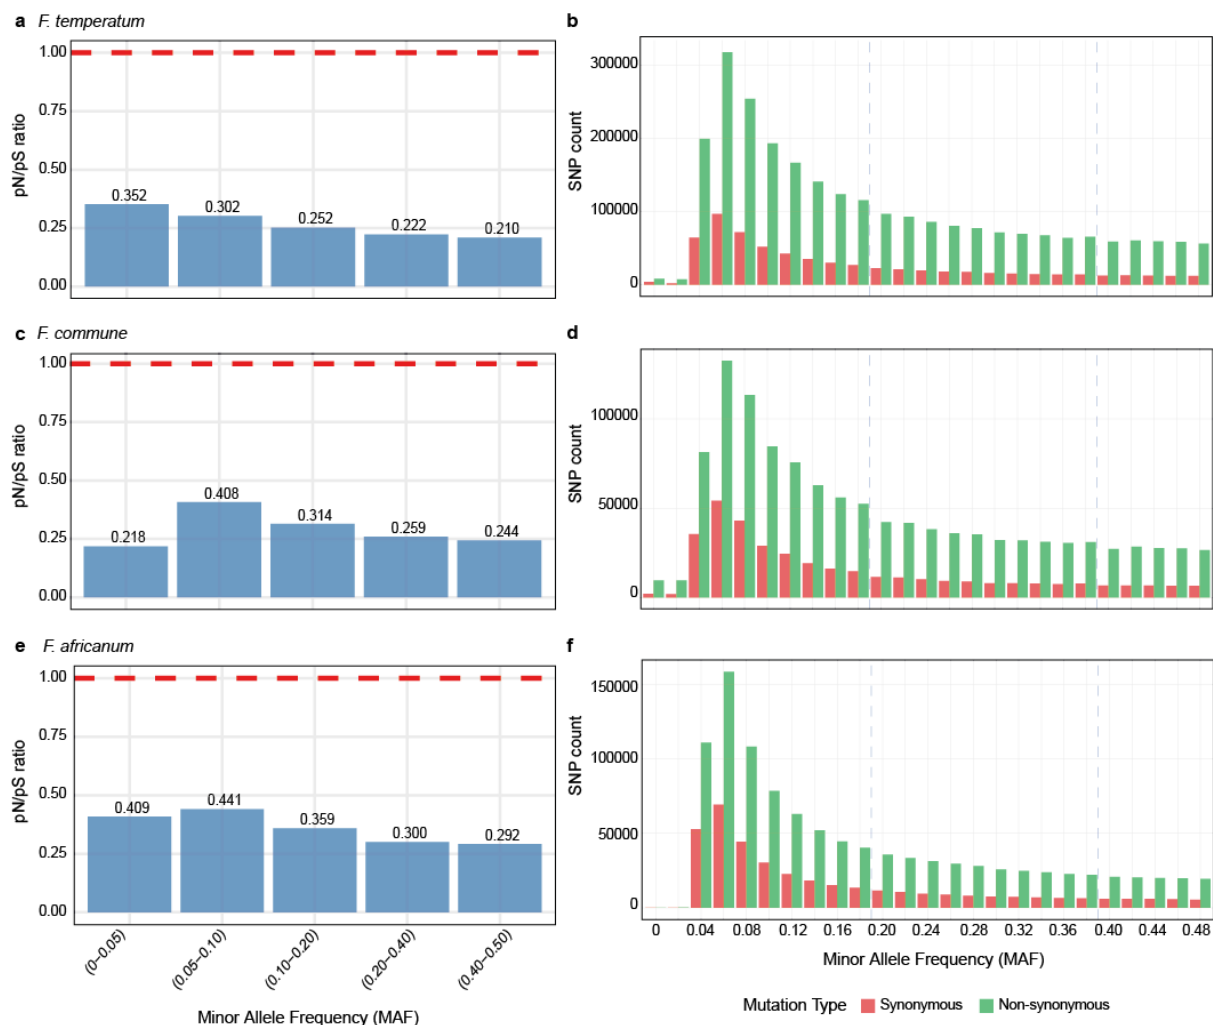 a F. temperatum
pN/pS ratio
1.00
0.75
0.50
0.25
0.00
0.352
0.302
0.252
0.222
0.210
b
SNP count
300000
200000
100000
0
c F. commune
pN/pS ratio
1.00
0.75
0.50
0.25
0.00
0.218
0.408
0.314
0.259
0.244
d
SNP count
100000
50000
0
e F. africanum
pN/pS ratio
1.00
0.75
0.50
0.25
0.00
0.409
0.441
0.359
0.300
0.292
(0–0.05)
(0.05–0.10)
(0.10–0.20)
(0.20–0.40)
(0.40–0.50)
Minor Allele Frequency (MAF)
f
SNP count
150000
100000
50000
0
0 0.04 0.08 0.12 0.16 0.20 0.24 0.28 0.32 0.36 0.40 0.44 0.48
Minor Allele Frequency (MAF)
Mutation Type Synonymous Non-synonymous